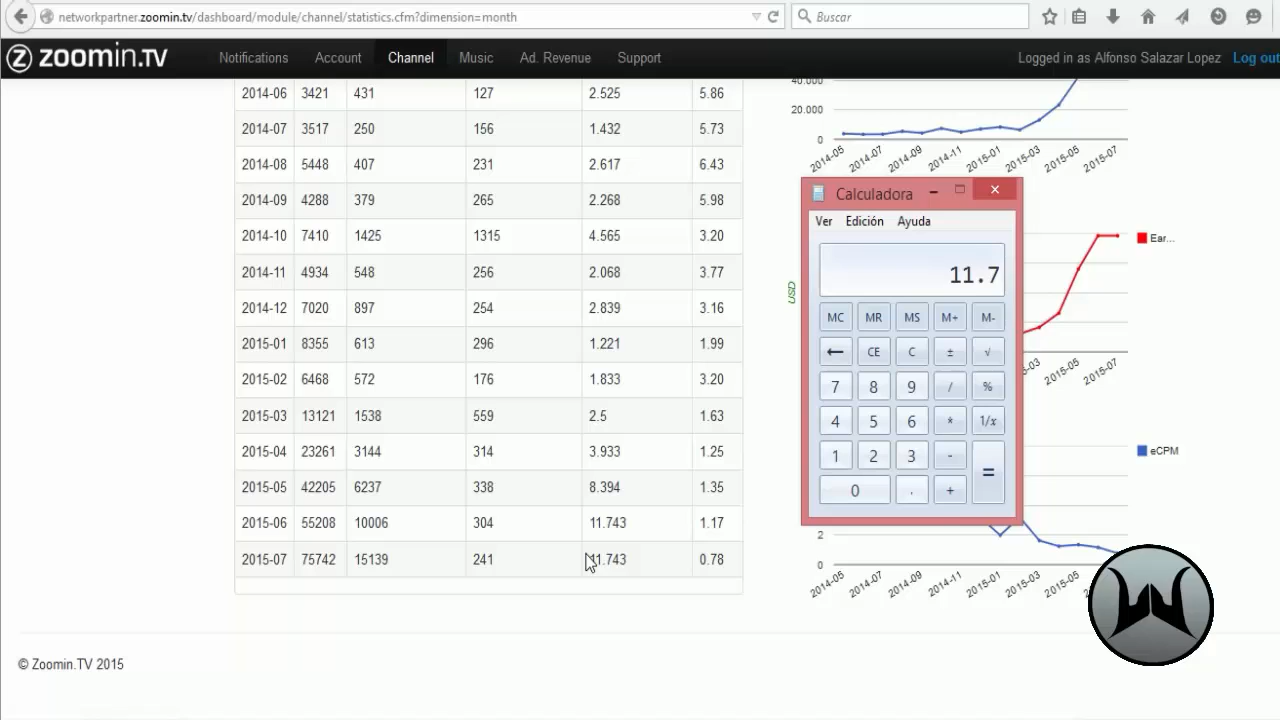 networkpartner.zoomin.tv/dashboard/module/channel/statistics.cfm?dimension=month
Buscar
zoomin.TV
Notifications Account Channel Music Ad. Revenue Support
Logged in as Alfonso Salazar Lopez Log out
2014-06 3421 431 127 2.525 5.86
2014-07 3517 250 156 1.432 5.73
2014-08 5448 407 231 2.617 6.43
2014-09 4288 379 265 2.268 5.98
2014-10 7410 1425 1315 4.565 3.20
2014-11 4934 548 256 2.068 3.77
2014-12 7020 897 254 2.839 3.16
2015-01 8355 613 296 1.221 1.99
2015-02 6468 572 176 1.833 3.20
2015-03 13121 1538 559 2.5 1.63
2015-04 23261 3144 314 3.933 1.25
2015-05 42205 6237 338 8.394 1.35
2015-06 55208 10006 304 11.743 1.17
2015-07 75742 15139 241 11.743 0.78
40.000
20.000
0
2014-05 2014-07 2014-09 2014-11 2015-01 2015-03 2015-05 2015-07
Calculadora
Ver Edición Ayuda
11.7
MC MR MS M+ M-
← CE C ± √
7 8 9 / %
4 5 6 * 1/x
1 2 3 - =
0 . +
USD
Ear...
2015-05 2015-07
eCPM
2
0
2014-05 2014-07 2014-09 2014-11 2015-01 2015-03 2015-05
© Zoomin.TV 2015